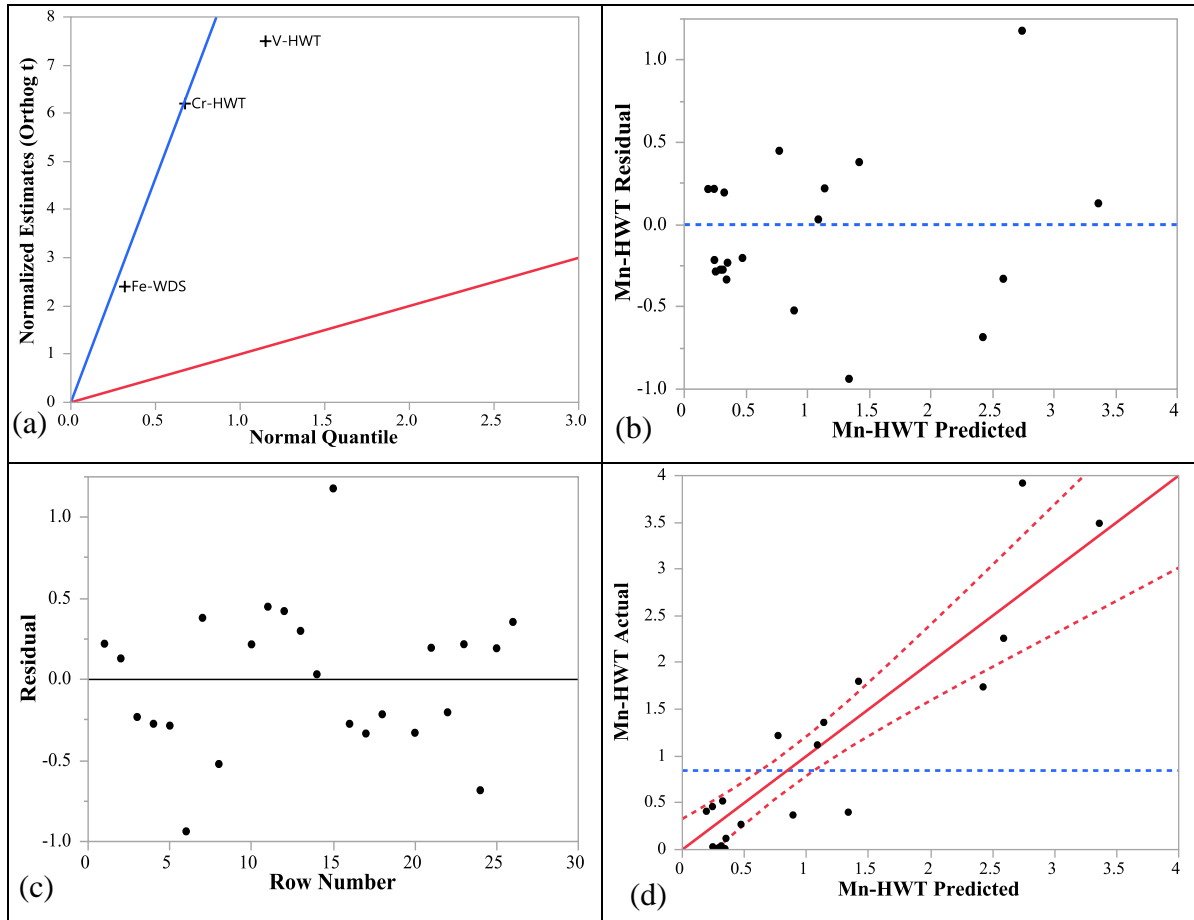 Normalized Estimates (Orthog t)
8
7
6
5
4
3
2
1
0
+V-HWT
+Cr-HWT
+Fe-WDS
0.0 0.5 1.0 1.5 2.0 2.5 3.0
Normal Quantile
(a)
Mn-HWT Residual
1.0
0.5
0.0
-0.5
-1.0
0 0.5 1 1.5 2 2.5 3 3.5 4
Mn-HWT Predicted
(b)
Residual
1.0
0.5
0.0
-0.5
-1.0
0 5 10 15 20 25 30
Row Number
(c)
Mn-HWT Actual
4
3.5
3
2.5
2
1.5
1
0.5
0
0 0.5 1 1.5 2 2.5 3 3.5 4
Mn-HWT Predicted
(d)